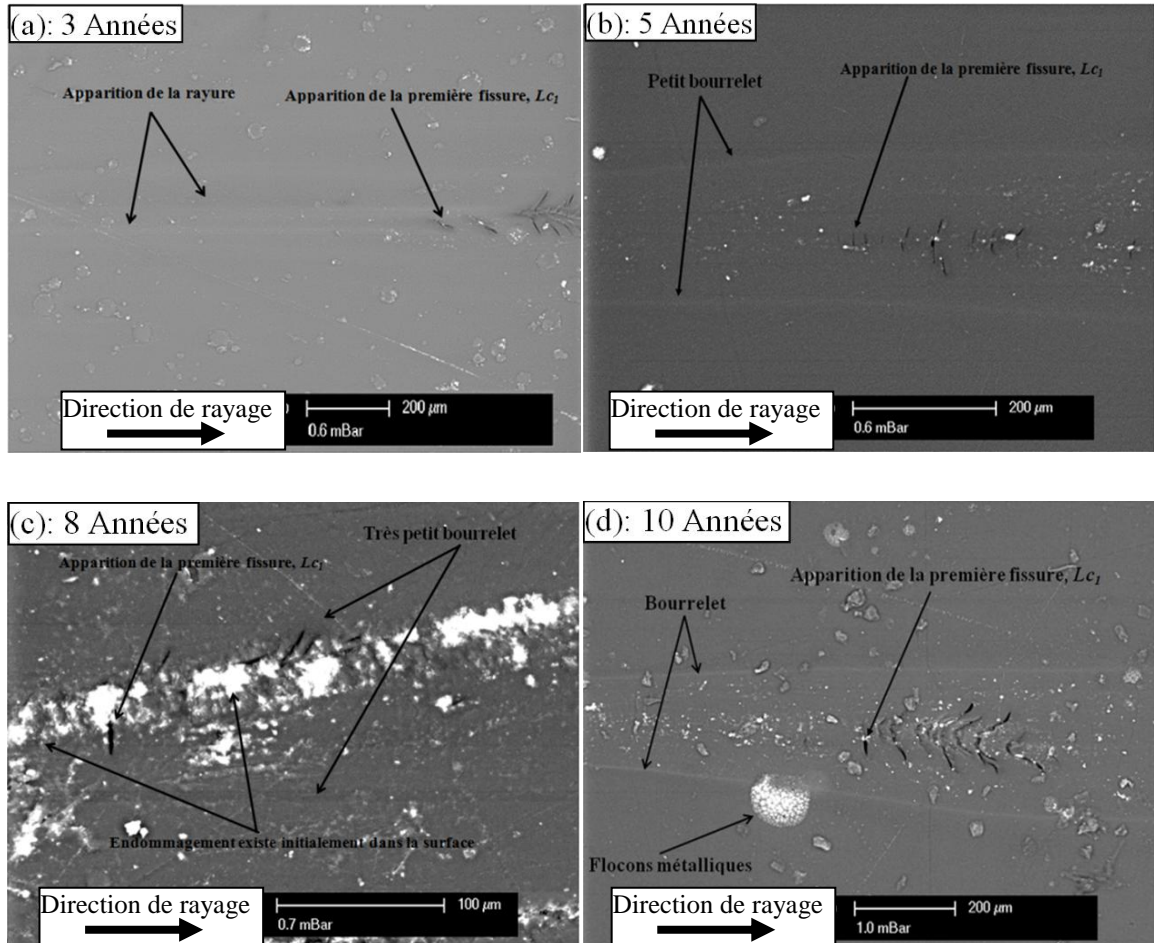 (a): 3 Années
Apparition de la rayure
Apparition de la première fissure, Lc₁
Direction de rayage
200 µm
0.6 mBar
(b): 5 Années
Apparition de la première fissure, Lc₁
Petit bourrelet
Direction de rayage
200 µm
0.6 mBar
(c): 8 Années
Très petit bourrelet
Apparition de la première fissure, Lc₁
Endommagement existe initialement dans la surface
Direction de rayage
100 µm
0.7 mBar
(d): 10 Années
Apparition de la première fissure, Lc₁
Bourrelet
Flocons métalliques
Direction de rayage
200 µm
1.0 mBar